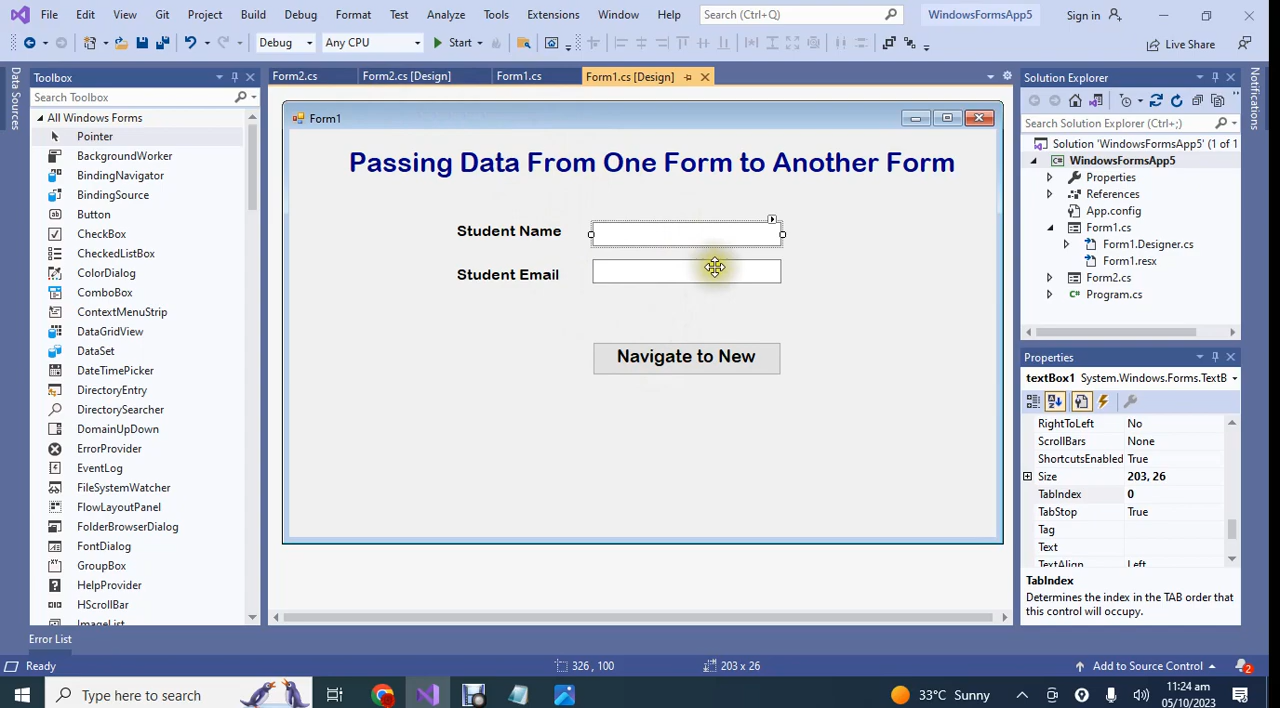 File Edit View Git Project Build Debug Format Test Analyze Tools Extensions Window Help Search (Ctrl+Q) WindowsFormsApp5 Sign in
Debug Any CPU Start Live Share
Data Sources
Toolbox
Search Toolbox
All Windows Forms
Pointer
BackgroundWorker
BindingNavigator
BindingSource
Button
CheckBox
CheckedListBox
ColorDialog
ComboBox
ContextMenuStrip
DataGridView
DataSet
DateTimePicker
DirectoryEntry
DirectorySearcher
DomainUpDown
ErrorProvider
EventLog
FileSystemWatcher
FlowLayoutPanel
FolderBrowserDialog
FontDialog
GroupBox
HelpProvider
HScrollBar
ImageList
Form2.cs Form2.cs [Design] Form1.cs Form1.cs [Design]
Form1
Passing Data From One Form to Another Form
Student Name
Student Email
Navigate to New
Solution Explorer
Search Solution Explorer (Ctrl+;)
Solution 'WindowsFormsApp5' (1 of 1
WindowsFormsApp5
Properties
References
App.config
Form1.cs
Form1.Designer.cs
Form1.resx
Form2.cs
Program.cs
Notifications
Properties
textBox1 System.Windows.Forms.TextB
RightToLeft No
ScrollBars None
ShortcutsEnabled True
Size 203, 26
TabIndex 0
TabStop True
Tag
Text
TextAlign Left
TabIndex
Determines the index in the TAB order that
this control will occupy.
Error List
Ready 326 , 100 203 x 26 Add to Source Control 2
Type here to search 33°C Sunny 11:24 am
05/10/2023